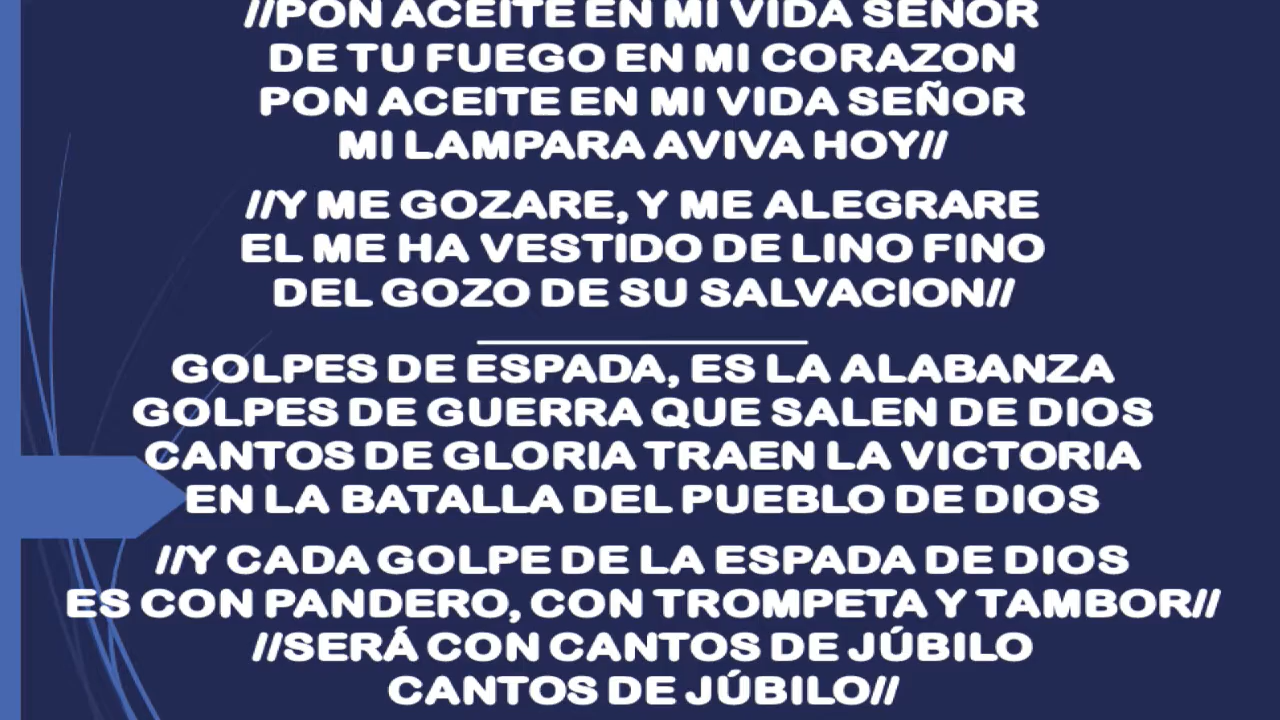 //PON ACEITE EN MI VIDA SEÑOR
DE TU FUEGO EN MI CORAZON
PON ACEITE EN MI VIDA SEÑOR
MI LAMPARA AVIVA HOY//
//Y ME GOZARE, Y ME ALEGRARE
EL ME HA VESTIDO DE LINO FINO
DEL GOZO DE SU SALVACION//
GOLPES DE ESPADA, ES LA ALABANZA
GOLPES DE GUERRA QUE SALEN DE DIOS
CANTOS DE GLORIA TRAEN LA VICTORIA
EN LA BATALLA DEL PUEBLO DE DIOS
//Y CADA GOLPE DE LA ESPADA DE DIOS
ES CON PANDERO, CON TROMPETA Y TAMBOR//
//SERÁ CON CANTOS DE JÚBILO
CANTOS DE JÚBILO//